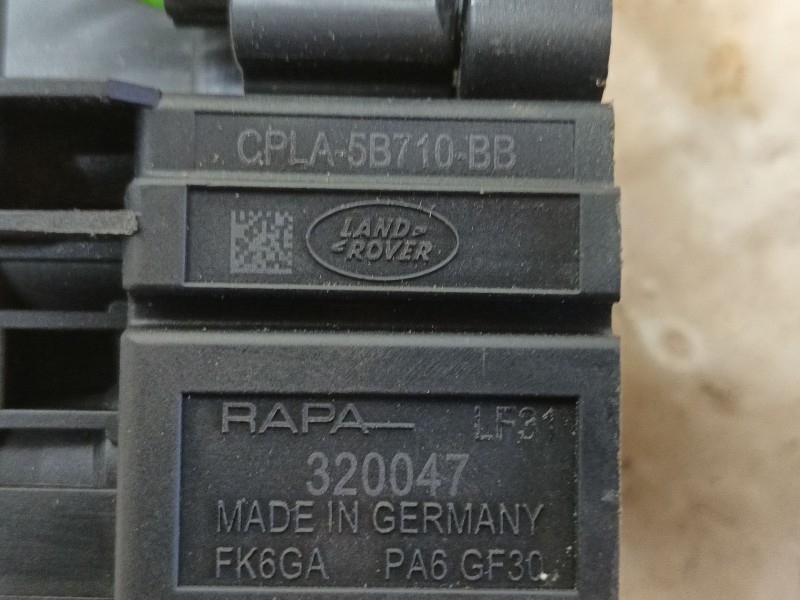 CPLA-5B710-BB
LAND
ROVER
RAPA LF31
320047
MADE IN GERMANY
FK6GA PA6 GF30